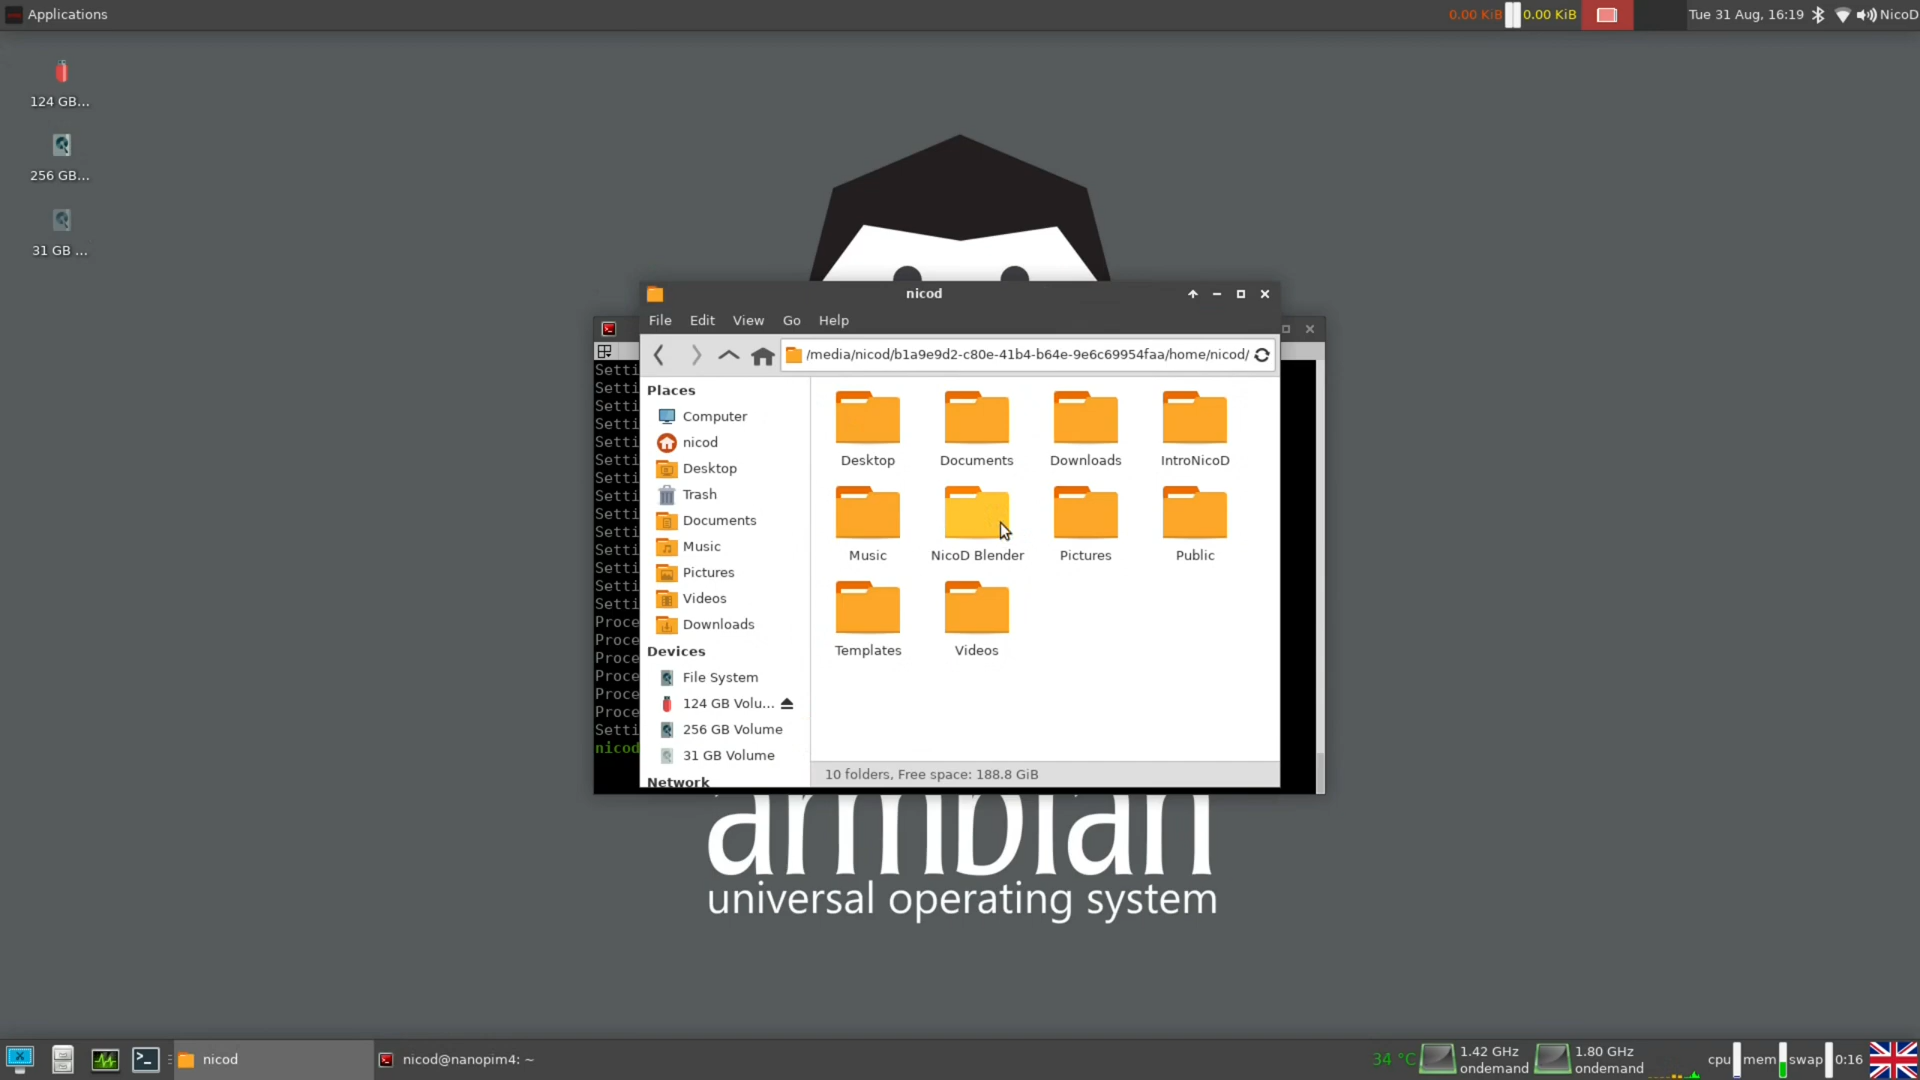 Applications
0.00 KiB
0.00 KiB
Tue 31 Aug, 16:19
NicoD
124 GB...
256 GB...
31 GB ...
nicod
File Edit View Go Help
/media/nicod/b1a9e9d2-c80e-41b4-b64e-9e6c69954faa/home/nicod/
Places
Computer
nicod
Desktop
Trash
Documents
Music
Pictures
Videos
Downloads
Devices
File System
124 GB Volu...
256 GB Volume
31 GB Volume
Network
Desktop
Documents
Downloads
IntroNicoD
Music
NicoD Blender
Pictures
Public
Templates
Videos
10 folders, Free space: 188.8 GiB
Setti
Setti
Setti
Setti
Setti
Setti
Setti
Setti
Setti
Setti
Setti
Setti
Setti
Setti
Proce
Proce
Proce
Proce
Proce
Proce
Setti
nicod
armbian
universal operating system
nicod
nicod@nanopim4: ~
34 °C
1.42 GHz
ondemand
1.80 GHz
ondemand
cpu
mem
swap
0:16